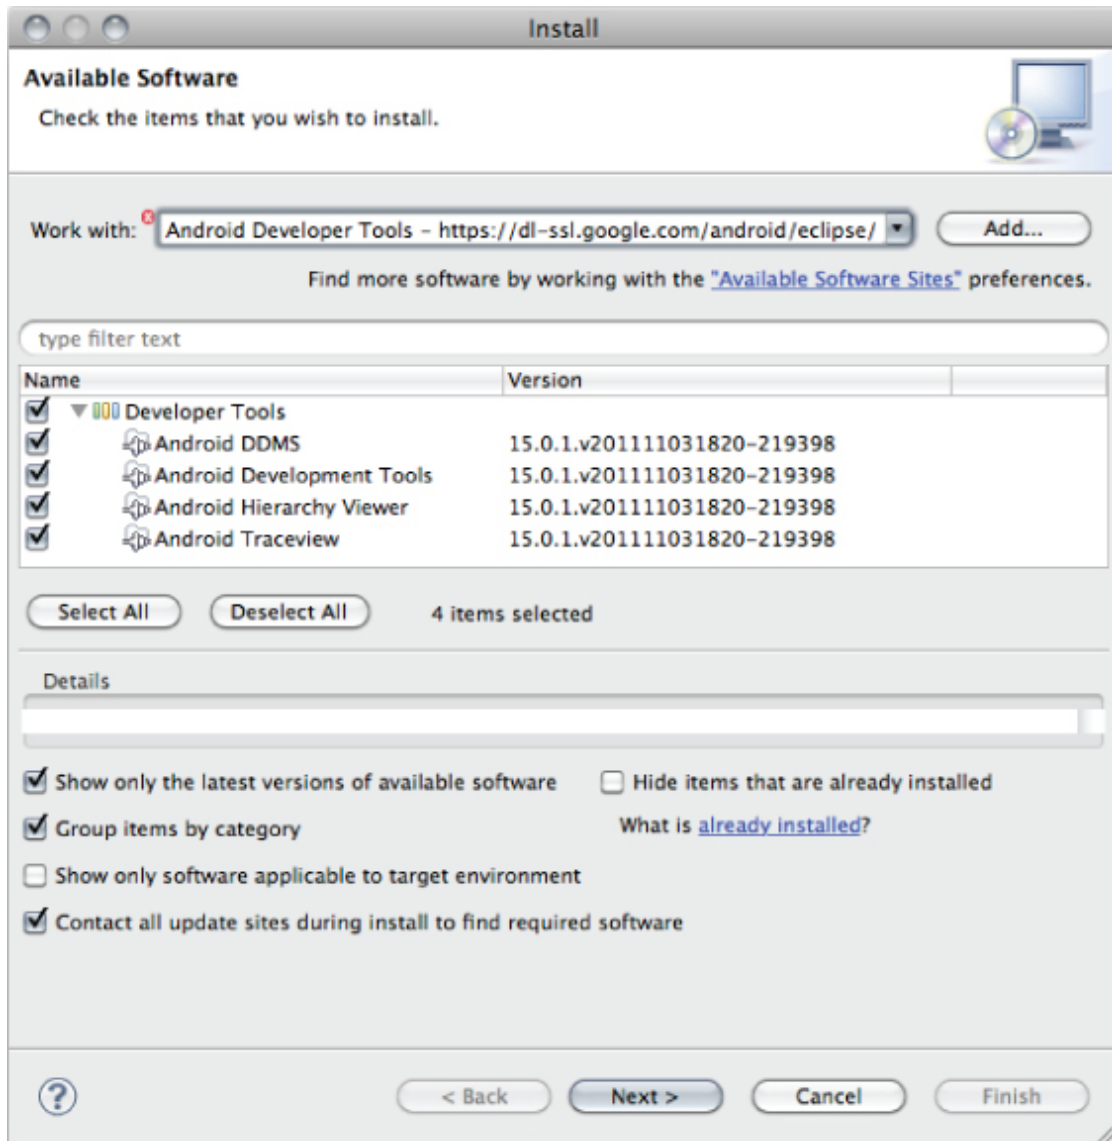 Install
Available Software
Check the items that you wish to install.
Work with: Android Developer Tools - https://dl-ssl.google.com/android/eclipse/ Add...
Find more software by working with the "Available Software Sites" preferences.
type filter text
Name Version
Developer Tools
Android DDMS 15.0.1.v201111031820-219398
Android Development Tools 15.0.1.v201111031820-219398
Android Hierarchy Viewer 15.0.1.v201111031820-219398
Android Traceview 15.0.1.v201111031820-219398
Select All Deselect All 4 items selected
Details
Show only the latest versions of available software Hide items that are already installed
Group items by category What is already installed?
Show only software applicable to target environment
Contact all update sites during install to find required software
? < Back Next > Cancel Finish